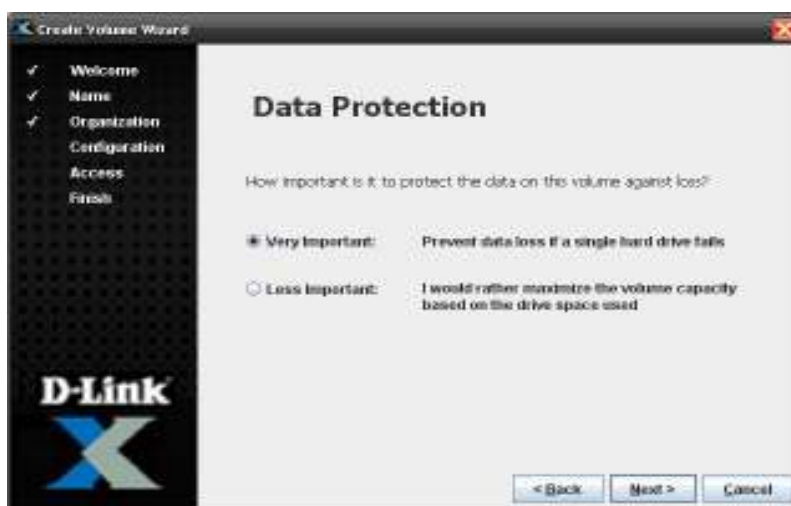 Create Volume Wizard
Welcome
Name
Organization
Configuration
Access
Finish
Data Protection
How important is it to protect the data on this volume against loss?
Very Important: Prevent data loss if a single hard drive fails
Less Important: I would rather maximize the volume capacity
based on the drive space used
D-Link
< Back Next > Cancel